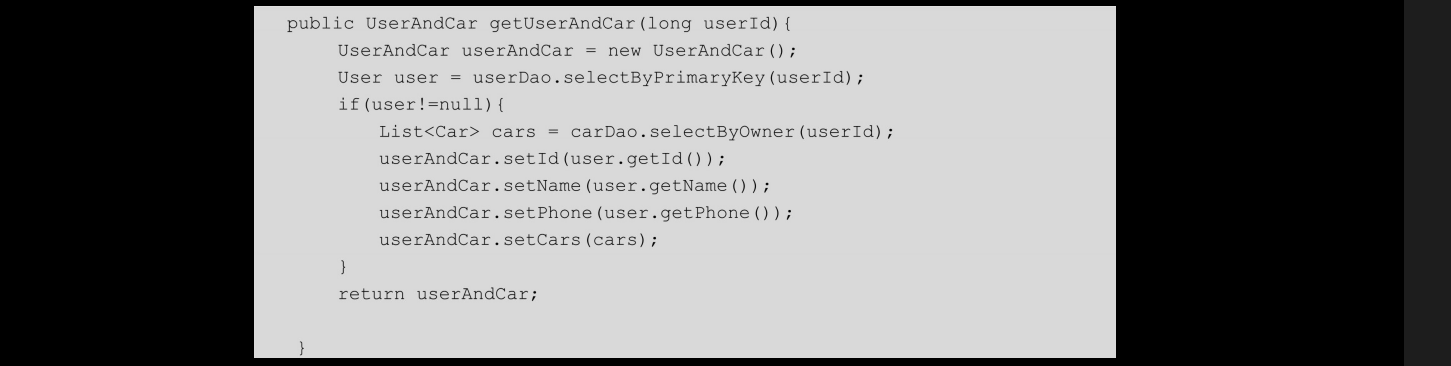 public UserAndCar getUserAndCar(long userId){
UserAndCar userAndCar = new UserAndCar();
User user = userDao.selectByPrimaryKey(userId);
if(user!=null){
List<Car> cars = carDao.selectByOwner(userId);
userAndCar.setId(user.getId());
userAndCar.setName(user.getName());
userAndCar.setPhone(user.getPhone());
userAndCar.setCars(cars);
}
return userAndCar;
}